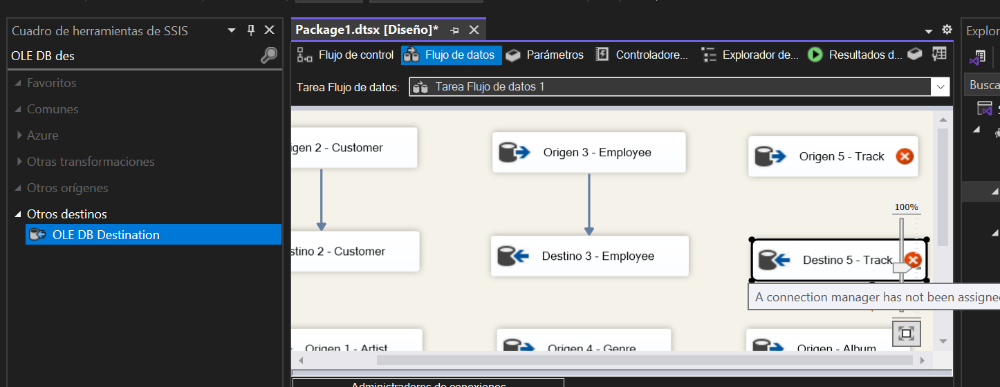 Cuadro de herramientas de SSIS
OLE DB des
Favoritos
Comunes
Azure
Otras transformaciones
Otros orígenes
Otros destinos
OLE DB Destination
Package1.dtsx [Diseño]*
Flujo de control
Flujo de datos
Parámetros
Controladore...
Explorador de...
Resultados d...
Tarea Flujo de datos:
Tarea Flujo de datos 1
igen 2 - Customer
Origen 3 - Employee
Origen 5 - Track
100%
stino 2 - Customer
Destino 3 - Employee
Destino 5 - Track
A connection manager has not been assigne
Origen 1 - Artist
Origen 4 - Genre
Origen - Album
Administradores de conexiones
Explor
Busca